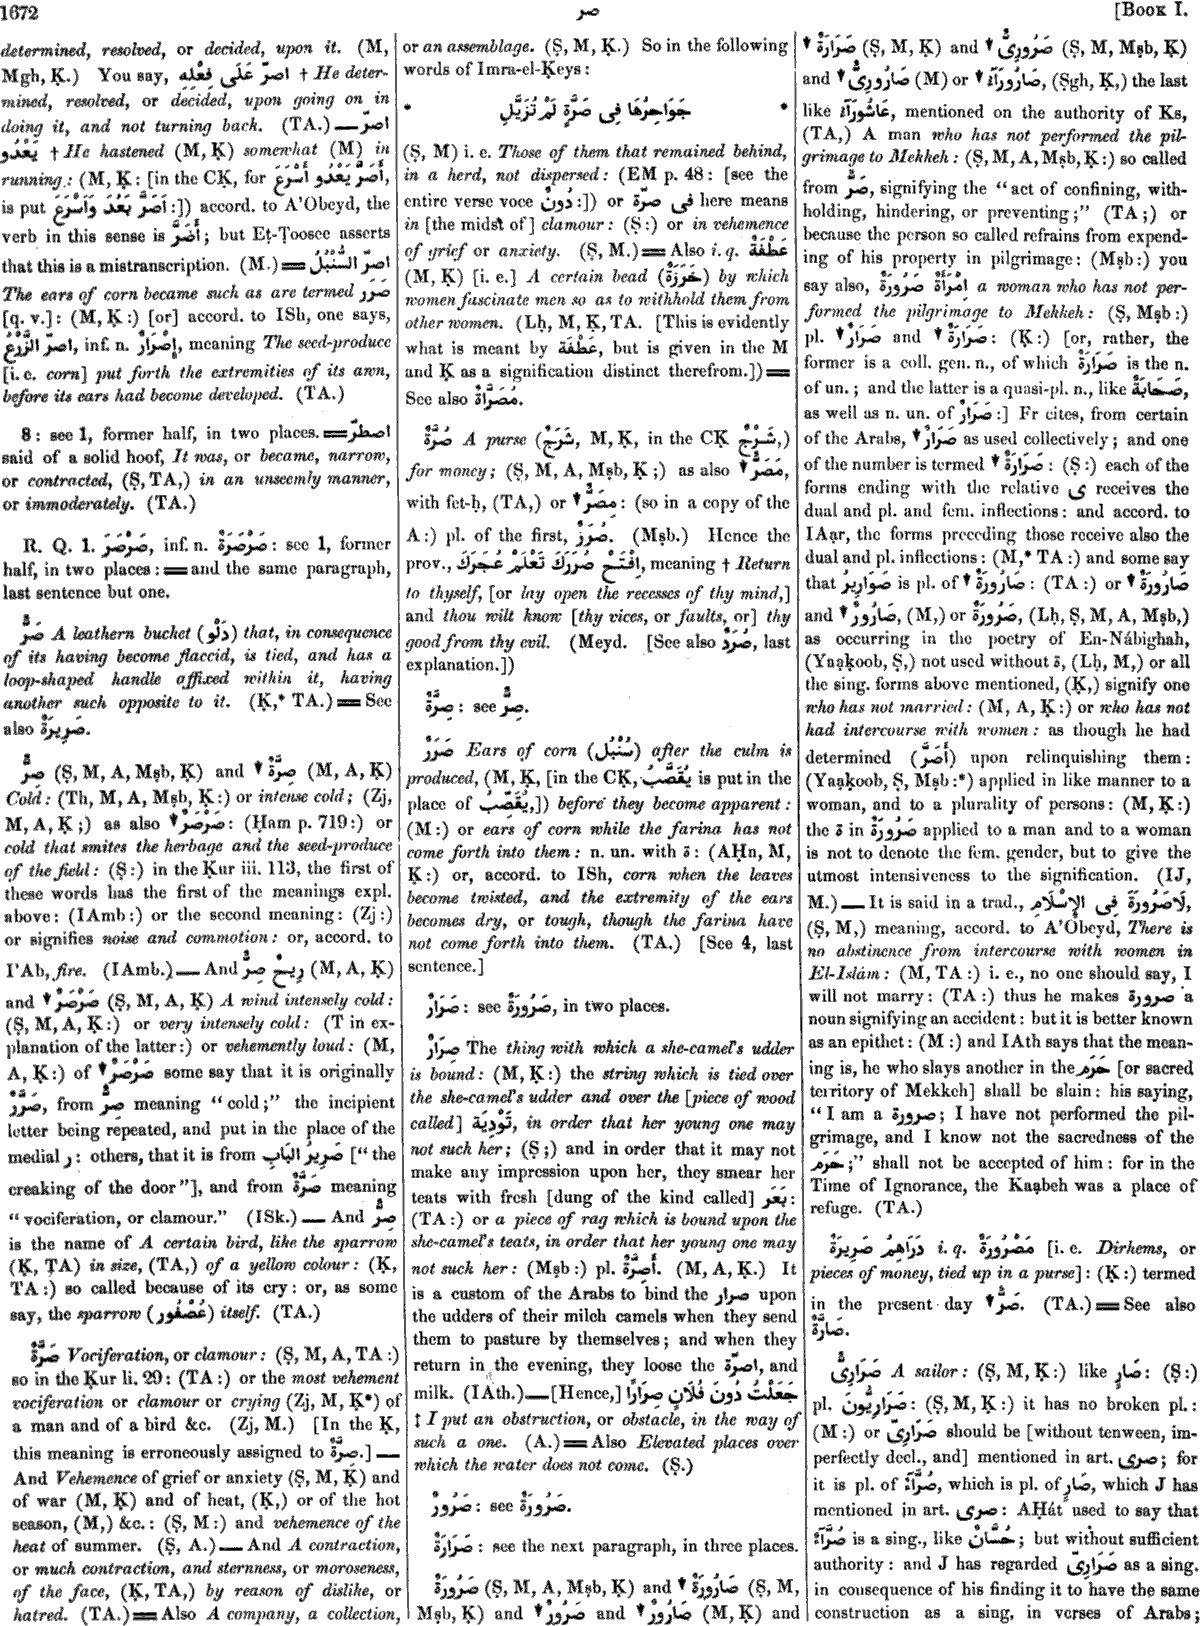 1672
صر
[Book I.
determined, resolved, or decided, upon it. (M,
Mgh, Ḳ.) You say, اصرّ عَلَى فِعْلِهِ † He deter-
mined, resolved, or decided, upon going on in
doing it, and not turning back. (TA.) — اصرّ
يَعْدُو † He hastened (M, Ḳ) somewhat (M) in
running: (M, Ḳ: [in the CḲ, for أَصَرَّ يَعْدُو أَسْرَعَ,
is put أَصَرَّ يَعْدُ وَأَسْرَعَ:]) accord. to A'Obeyd, the
verb in this sense is أَضَرَّ; but Eṭ-Ṭoosee asserts
that this is a mistranscription. (M.) == اصرّ السُّنْبُلُ
The ears of corn became such as are termed صَرَر
[q. v.]: (M, Ḳ:) [or] accord. to ISh, one says,
اصرّ الزَّرْعُ, inf. n. إِصْرَارٌ, meaning The seed-produce
[i. e. corn] put forth the extremities of its awn,
before its ears had become developed. (TA.)
8: see 1, former half, in two places. == اصطرّ
said of a solid hoof, It was, or became, narrow,
or contracted, (Ṣ, TA,) in an unseemly manner,
or immoderately. (TA.)
R. Q. 1. صَرْصَرَ, inf. n. صَرْصَرَةٌ: see 1, former
half, in two places: == and the same paragraph,
last sentence but one.
صَرٌّ A leathern bucket (دَلْو) that, in consequence
of its having become flaccid, is tied, and has a
loop-shaped handle affixed within it, having
another such opposite to it. (Ḳ,* TA.) == See
also صَرِيرَةٌ.
صِرٌّ (Ṣ, M, A, Mṣb, Ḳ) and ▼ صِرَّةٌ (M, A, Ḳ)
Cold: (Th, M, A, Mṣb, Ḳ:) or intense cold; (Zj,
M, A, Ḳ;) as also ▼ صَرْصَرٌ: (Ḥam p. 719:) or
cold that smites the herbage and the seed-produce
of the field: (Ṣ:) in the Ḳur iii. 113, the first of
these words has the first of the meanings expl.
above: (IAmb:) or the second meaning: (Zj:)
or signifies noise and commotion: or, accord. to
I'Ab, fire. (IAmb.) — And رِيحٌ صِرٌّ (M, A, Ḳ)
and ▼ صَرْصَرٌ (Ṣ, M, A, Ḳ) A wind intensely cold:
(Ṣ, M, A, Ḳ:) or very intensely cold: (T in ex-
planation of the latter:) or vehemently loud: (M,
A, Ḳ:) of ▼ صَرْصَرٌ some say that it is originally
صَرَّرٌ, from صِرٌّ meaning "cold;" the incipient
letter being repeated, and put in the place of the
medial ر: others, that it is from صَرِيرُ البَابِ ["the
creaking of the door"], and from صَرَّةٌ meaning
"vociferation, or clamour." (ISk.) — And صِرٌّ
is the name of A certain bird, like the sparrow
(Ḳ, TA) in size, (TA,) of a yellow colour: (Ḳ,
TA:) so called because of its cry: or, as some
say, the sparrow (عُصْفُور) itself. (TA.)
صَرَّةٌ Vociferation, or clamour: (Ṣ, M, A, TA:)
so in the Ḳur li. 29: (TA:) or the most vehement
vociferation or clamour or crying (Zj, M, Ḳ*) of
a man and of a bird &c. (Zj, M.) [In the Ḳ,
this meaning is erroneously assigned to صِرَّةٌ.] —
And Vehemence of grief or anxiety (Ṣ, M, Ḳ) and
of war (M, Ḳ) and of heat, (Ḳ,) or of the hot
season, (M,) &c.: (Ṣ, M:) and vehemence of the
heat of summer. (Ṣ, A.) — And A contraction,
or much contraction, and sternness, or moroseness,
of the face, (Ḳ, TA,) by reason of dislike, or
hatred. (TA.) == Also A company, a collection,
or an assemblage. (Ṣ, M, Ḳ.) So in the following
words of Imra-el-Ḳeys:
* جَوَاحِرُهَا فِى صَرَّةٍ لَمْ تُزَيَّلِ *
(Ṣ, M) i. e. Those of them that remained behind,
in a herd, not dispersed: (EM p. 48: [see the
entire verse voce دُونٌ:]) or فى صَرَّة here means
in [the midst of] clamour: (Ṣ:) or in vehemence
of grief or anxiety. (Ṣ, M.) == Also i. q. عَطْفَةٌ
(M, Ḳ) [i. e.] A certain bead (خَرَزَةٌ) by which
women fascinate men so as to withhold them from
other women. (Lḥ, M, Ḳ, TA. [This is evidently
what is meant by عَطْفَة, but is given in the M
and Ḳ as a signification distinct therefrom.]) ==
See also مُصَرَّاةٌ.
صُرَّةٌ A purse (شَرَجٌ, M, Ḳ, in the CḲ شَرْجٌ,)
for money; (Ṣ, M, A, Mṣb, Ḳ;) as also ▼ مَصَرٌّ,
with fet-ḥ, (TA,) or ▼ مِصَرٌّ: (so in a copy of the
A:) pl. of the first, صُرَرٌ. (Mṣb.) Hence the
prov., اِفْتَحْ صُرَرَكَ تَعْلَمْ عُجَرَكَ, meaning † Return
to thyself, [or lay open the recesses of thy mind,]
and thou wilt know [thy vices, or faults, or] thy
good from thy evil. (Meyd. [See also صُرَدٌ, last
explanation.])
صِرَّةٌ: see صِرٌّ.
صَرَرٌ Ears of corn (سُنْبُل) after the culm is
produced, (M, Ḳ, [in the CḲ, يُقَصَّبُ is put in the
place of يُقَصِّبُ,]) before they become apparent:
(M:) or ears of corn while the farina has not
come forth into them: n. un. with ة: (AḤn, M,
Ḳ:) or, accord. to ISh, corn when the leaves
become twisted, and the extremity of the ears
becomes dry, or tough, though the farina have
not come forth into them. (TA.) [See 4, last
sentence.]
صَرَارٌ: see صَرُورَةٌ, in two places.
صِرَارٌ The thing with which a she-camel's udder
is bound: (M, Ḳ:) the string which is tied over
the she-camel's udder and over the [piece of wood
called] تَوْدِيَة, in order that her young one may
not suck her; (Ṣ;) and in order that it may not
make any impression upon her, they smear her
teats with fresh [dung of the kind called] بَعَر:
(TA:) or a piece of rag which is bound upon the
she-camel's teats, in order that her young one may
not suck her: (Mṣb:) pl. أَصِرَّةٌ. (M, A, Ḳ.) It
is a custom of the Arabs to bind the صرار upon
the udders of their milch camels when they send
them to pasture by themselves; and when they
return in the evening, they loose the اصرّة, and
milk. (IAth.) — [Hence,] جَعَلْتُ دُونَ فُلَانٍ صِرَارًا
‡ I put an obstruction, or obstacle, in the way of
such a one. (A.) == Also Elevated places over
which the water does not come. (Ṣ.)
صَرُورٌ: see صَرُورَةٌ.
صَرَارَةٌ: see the next paragraph, in three places.
صَرُورَةٌ (Ṣ, M, A, Mṣb, Ḳ) and ▼ صَارُورَةٌ (Ṣ, M,
Mṣb, Ḳ) and ▼ صَرُورٌ and ▼ صَارُورٌ (M, Ḳ) and
▼ صَرَارَةٌ (Ṣ, M, Ḳ) and ▼ صَرُورِىٌّ (Ṣ, M, Mṣb, Ḳ)
and ▼ صَارُورِىٌّ (M) or ▼ صَارُورَآءُ, (Ṣgh, Ḳ,) the last
like عَاشُورَآءُ, mentioned on the authority of Ks,
(TA,) A man who has not performed the pil-
grimage to Mekkeh: (Ṣ, M, A, Mṣb, Ḳ:) so called
from صَرٌّ, signifying the "act of confining, with-
holding, hindering, or preventing;" (TA;) or
because the person so called refrains from expend-
ing of his property in pilgrimage: (Mṣb:) you
say also, اِمْرَأَةٌ صَرُورَةٌ a woman who has not per-
formed the pilgrimage to Mekkeh: (Ṣ, Mṣb:)
pl. ▼ صَرَارٌ and ▼ صَرَارَةٌ: (Ḳ:) [or, rather, the
former is a coll. gen. n., of which صَرَارَةٌ is the n.
of un.; and the latter is a quasi-pl. n., like صَحَابَةٌ,
as well as n. un. of صَرَارٌ:] Fr cites, from certain
of the Arabs, ▼ صَرَارٌ as used collectively; and one
of the number is termed ▼ صَرَارَةٌ: (Ṣ:) each of the
forms ending with the relative ى receives the
dual and pl. and fem. inflections: and accord. to
IAạr, the forms preceding those receive also the
dual and pl. inflections: (M,* TA:) and some say
that صَوَارِيرُ is pl. of ▼ صَارُورَةٌ: (TA:) or ▼ صَارُورَةٌ
and ▼ صَارُورٌ, (M,) or صَرُورَةٌ, (Lḥ, Ṣ, M, A, Mṣb,)
as occurring in the poetry of En-Nábighah,
(Yaạḳoob, Ṣ,) not used without ة, (Lḥ, M,) or all
the sing. forms above mentioned, (Ḳ,) signify one
who has not married: (M, A, Ḳ:) or who has not
had intercourse with women: as though he had
determined (أَصَرَّ) upon relinquishing them:
(Yaạḳoob, Ṣ, Mṣb:*) applied in like manner to a
woman, and to a plurality of persons: (M, Ḳ:)
the ة in صَرُورَةٌ applied to a man and to a woman
is not to denote the fem. gender, but to give the
utmost intensiveness to the signification. (IJ,
M.) — It is said in a trad., لَا صَرُورَةَ فِى الإِسْلَامِ,
(Ṣ, M,) meaning, accord. to A'Obeyd, There is
no abstinence from intercourse with women in
El-Islám: (M, TA:) i. e., no one should say, I
will not marry: (TA:) thus he makes صرورة a
noun signifying an accident: but it is better known
as an epithet: (M:) and IAth says that the mean-
ing is, he who slays another in the حَرَم [or sacred
territory of Mekkeh] shall be slain: his saying,
"I am a صرورة; I have not performed the pil-
grimage, and I know not the sacredness of the
حَرَم;" shall not be accepted of him: for in the
Time of Ignorance, the Kaạbeh was a place of
refuge. (TA.)
دَرَاهِمُ صَرِيرَةٌ i. q. مَصْرُورَةٌ [i. e. Dirhems, or
pieces of money, tied up in a purse]: (Ḳ:) termed
in the present day ▼ صَرٌّ. (TA.) == See also
صَارَّةٌ.
صَرَارِىٌّ A sailor: (Ṣ, M, Ḳ:) like صَارٍ: (Ṣ:)
pl. صَرَارِيُّونَ: (Ṣ, M, Ḳ:) it has no broken pl.:
(M:) or صَرَارِىّ should be [without tenween, im-
perfectly decl., and] mentioned in art. صرى; for
it is pl. of صُرَّآءٌ, which is pl. of صَارٍ, which J has
mentioned in art. صرى: AḤát used to say that
صُرَّآءٌ is a sing., like حُسَّانٌ; but without sufficient
authority: and J has regarded صَرَارِىّ as a sing.
in consequence of his finding it to have the same
construction as a sing. in verses of Arabs;